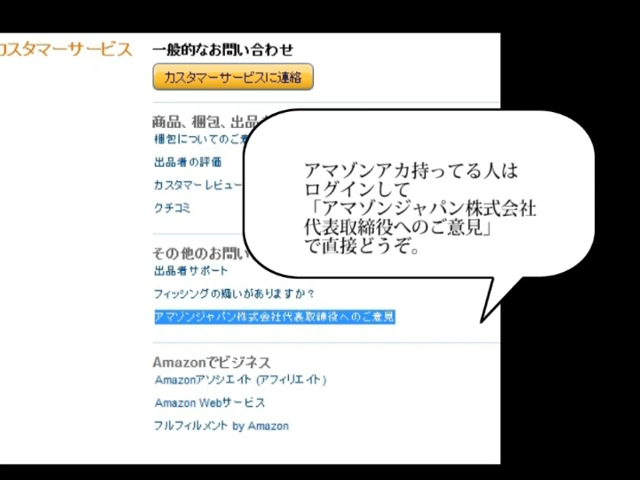 カスタマーサービス
一般的なお問い合わせ
カスタマーサービスに連絡
商品、梱包、出品
梱包についてのご意
出品者の評価
カスタマーレビュー
クチコミ
アマゾンアカ持ってる人は
ログインして
「アマゾンジャパン株式会社
代表取締役へのご意見」
で直接どうぞ。
その他のお問い
出品者サポート
フィッシングの疑いがありますか？
アマゾンジャパン株式会社代表取締役へのご意見
Amazonでビジネス
Amazonアソシエイト (アフィリエイト)
Amazon Webサービス
フルフィルメント by Amazon